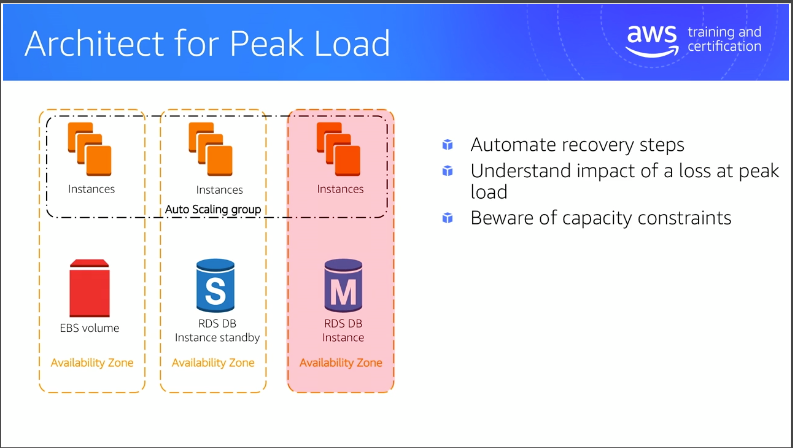 Architect for Peak Load
aws
training and
certification
Instances
Instances
Instances
Auto Scaling group
EBS volume
S
RDS DB
Instance standby
M
RDS DB
Instance
Availability Zone
Availability Zone
Availability Zone
Automate recovery steps
Understand impact of a loss at peak
load
Beware of capacity constraints